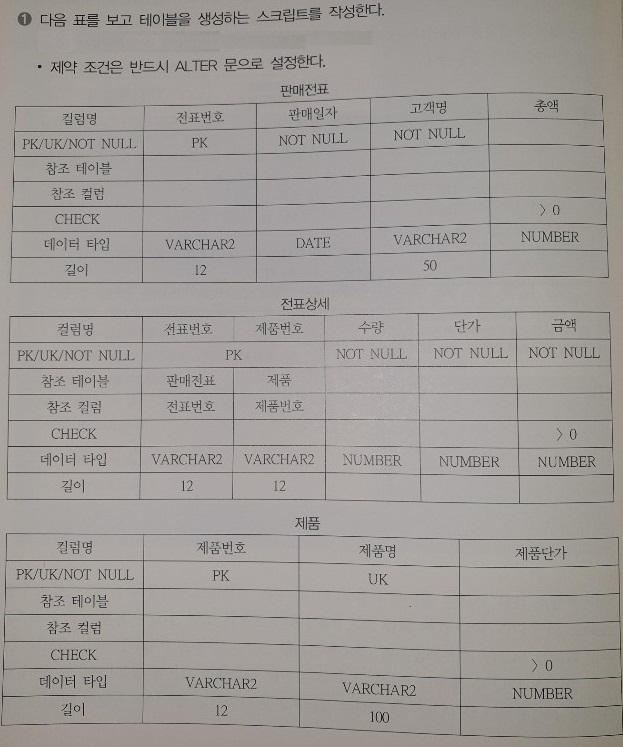 ❶ 다음 표를 보고 테이블을 생성하는 스크립트를 작성한다.
• 제약 조건은 반드시 ALTER 문으로 설정한다.
판매전표
컬럼명 전표번호 판매일자 고객명 총액
PK/UK/NOT NULL PK NOT NULL NOT NULL
참조 테이블
참조 컬럼
CHECK > 0
데이터 타입 VARCHAR2 DATE VARCHAR2 NUMBER
길이 12 50
전표상세
컬럼명 전표번호 제품번호 수량 단가 금액
PK/UK/NOT NULL PK NOT NULL NOT NULL NOT NULL
참조 테이블 판매전표 제품
참조 컬럼 전표번호 제품번호
CHECK > 0
데이터 타입 VARCHAR2 VARCHAR2 NUMBER NUMBER NUMBER
길이 12 12
제품
컬럼명 제품번호 제품명 제품단가
PK/UK/NOT NULL PK UK
참조 테이블
참조 컬럼
CHECK > 0
데이터 타입 VARCHAR2 VARCHAR2 NUMBER
길이 12 100